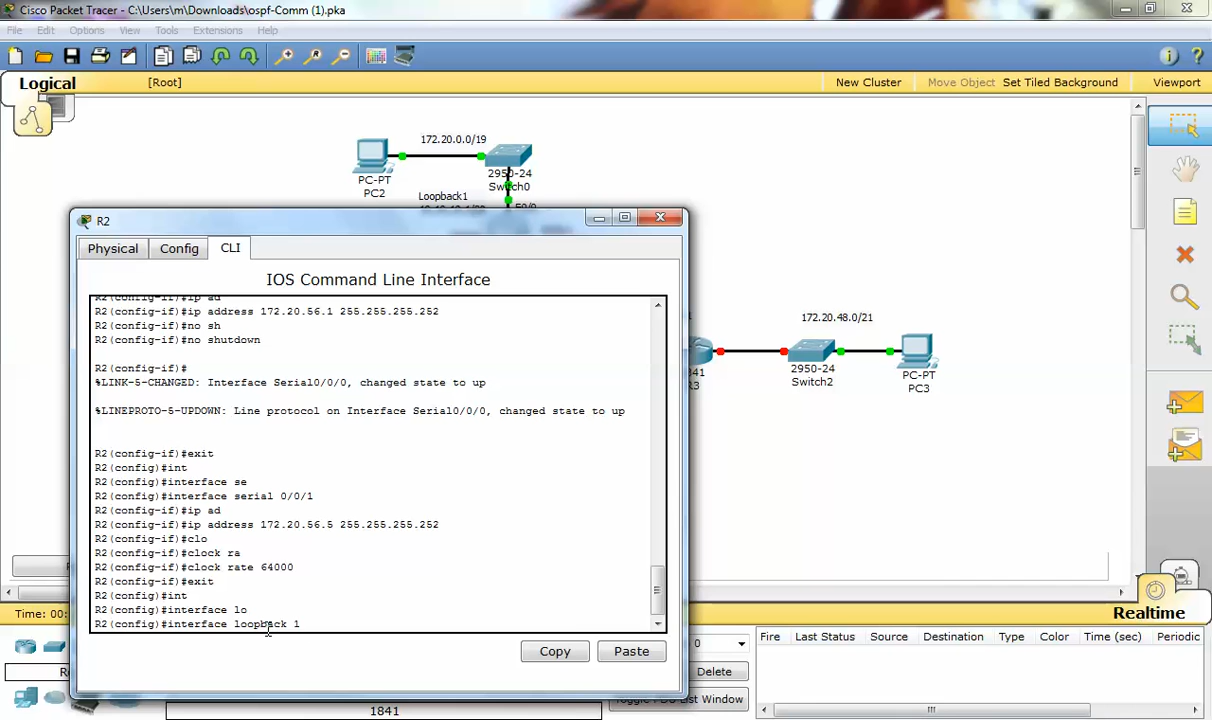 Cisco Packet Tracer - C:\Users\m\Downloads\ospf-Comm (1).pka
File Edit Options View Tools Extensions Help
Logical [Root] New Cluster Move Object Set Tiled Background Viewport
172.20.0.0/19
PC-PT
PC2
2950-24
Switch0
Loopback1
R2
Physical Config CLI
IOS Command Line Interface
R2(config-if)#ip ad
R2(config-if)#ip address 172.20.56.1 255.255.255.252
R2(config-if)#no sh
R2(config-if)#no shutdown
R2(config-if)#
%LINK-5-CHANGED: Interface Serial0/0/0, changed state to up
%LINEPROTO-5-UPDOWN: Line protocol on Interface Serial0/0/0, changed state to up
R2(config-if)#exit
R2(config)#int
R2(config)#interface se
R2(config)#interface serial 0/0/1
R2(config-if)#ip ad
R2(config-if)#ip address 172.20.56.5 255.255.255.252
R2(config-if)#clo
R2(config-if)#clock ra
R2(config-if)#clock rate 64000
R2(config-if)#exit
R2(config)#int
R2(config)#interface lo
R2(config)#interface loopback 1
Copy Paste
172.20.48.0/21
2950-24
Switch2
PC-PT
PC3
Time: 00: Realtime
0 Fire Last Status Source Destination Type Color Time (sec) Periodic
Delete
Toggle PDU List Window
1841